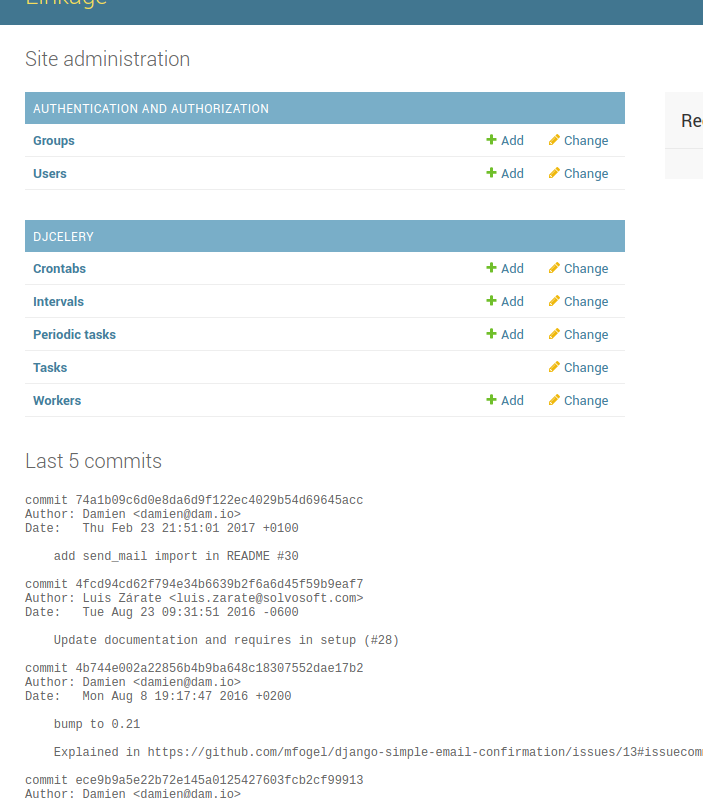 Linkage
Site administration
AUTHENTICATION AND AUTHORIZATION
Groups Add Change
Users Add Change
DJCELERY
Crontabs Add Change
Intervals Add Change
Periodic tasks Add Change
Tasks Change
Workers Add Change
Last 5 commits
commit 74a1b09c6d0e8da6d9f122ec4029b54d69645acc
Author: Damien <damien@dam.io>
Date:   Thu Feb 23 21:51:01 2017 +0100
add send_mail import in README #30
commit 4fcd94cd62f794e34b6639b2f6a6d45f59b9eaf7
Author: Luis Zárate <luis.zarate@solvosoft.com>
Date:   Tue Aug 23 09:31:51 2016 -0600
Update documentation and requires in setup (#28)
commit 4b744e002a22856b4b9ba648c18307552dae17b2
Author: Damien <damien@dam.io>
Date:   Mon Aug 8 19:17:47 2016 +0200
bump to 0.21
Explained in https://github.com/mfogel/django-simple-email-confirmation/issues/13#issuecom
commit ece9b9a5e22b72e145a0125427603fcb2cf99913
Author: Damien <damien@dam.io>